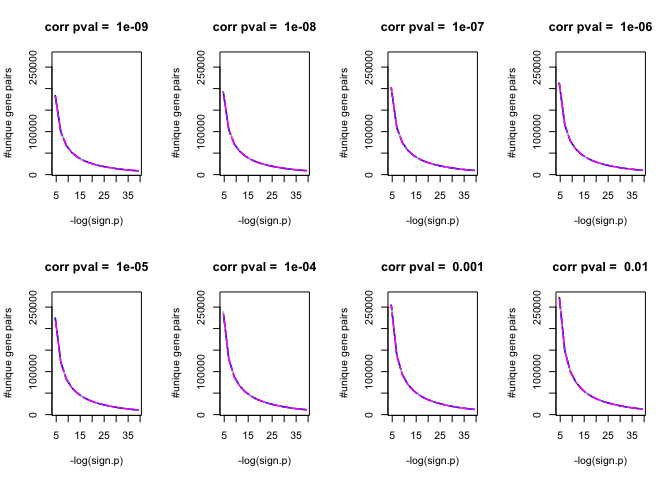 corr pval =  1e-09
#unique gene pairs
0 100000 250000
5 15 25 35
-log(sign.p)
corr pval =  1e-08
#unique gene pairs
0 100000 250000
5 15 25 35
-log(sign.p)
corr pval =  1e-07
#unique gene pairs
0 100000 250000
5 15 25 35
-log(sign.p)
corr pval =  1e-06
#unique gene pairs
0 100000 250000
5 15 25 35
-log(sign.p)
corr pval =  1e-05
#unique gene pairs
0 100000 250000
5 15 25 35
-log(sign.p)
corr pval =  1e-04
#unique gene pairs
0 100000 250000
5 15 25 35
-log(sign.p)
corr pval =  0.001
#unique gene pairs
0 100000 250000
5 15 25 35
-log(sign.p)
corr pval =  0.01
#unique gene pairs
0 100000 250000
5 15 25 35
-log(sign.p)